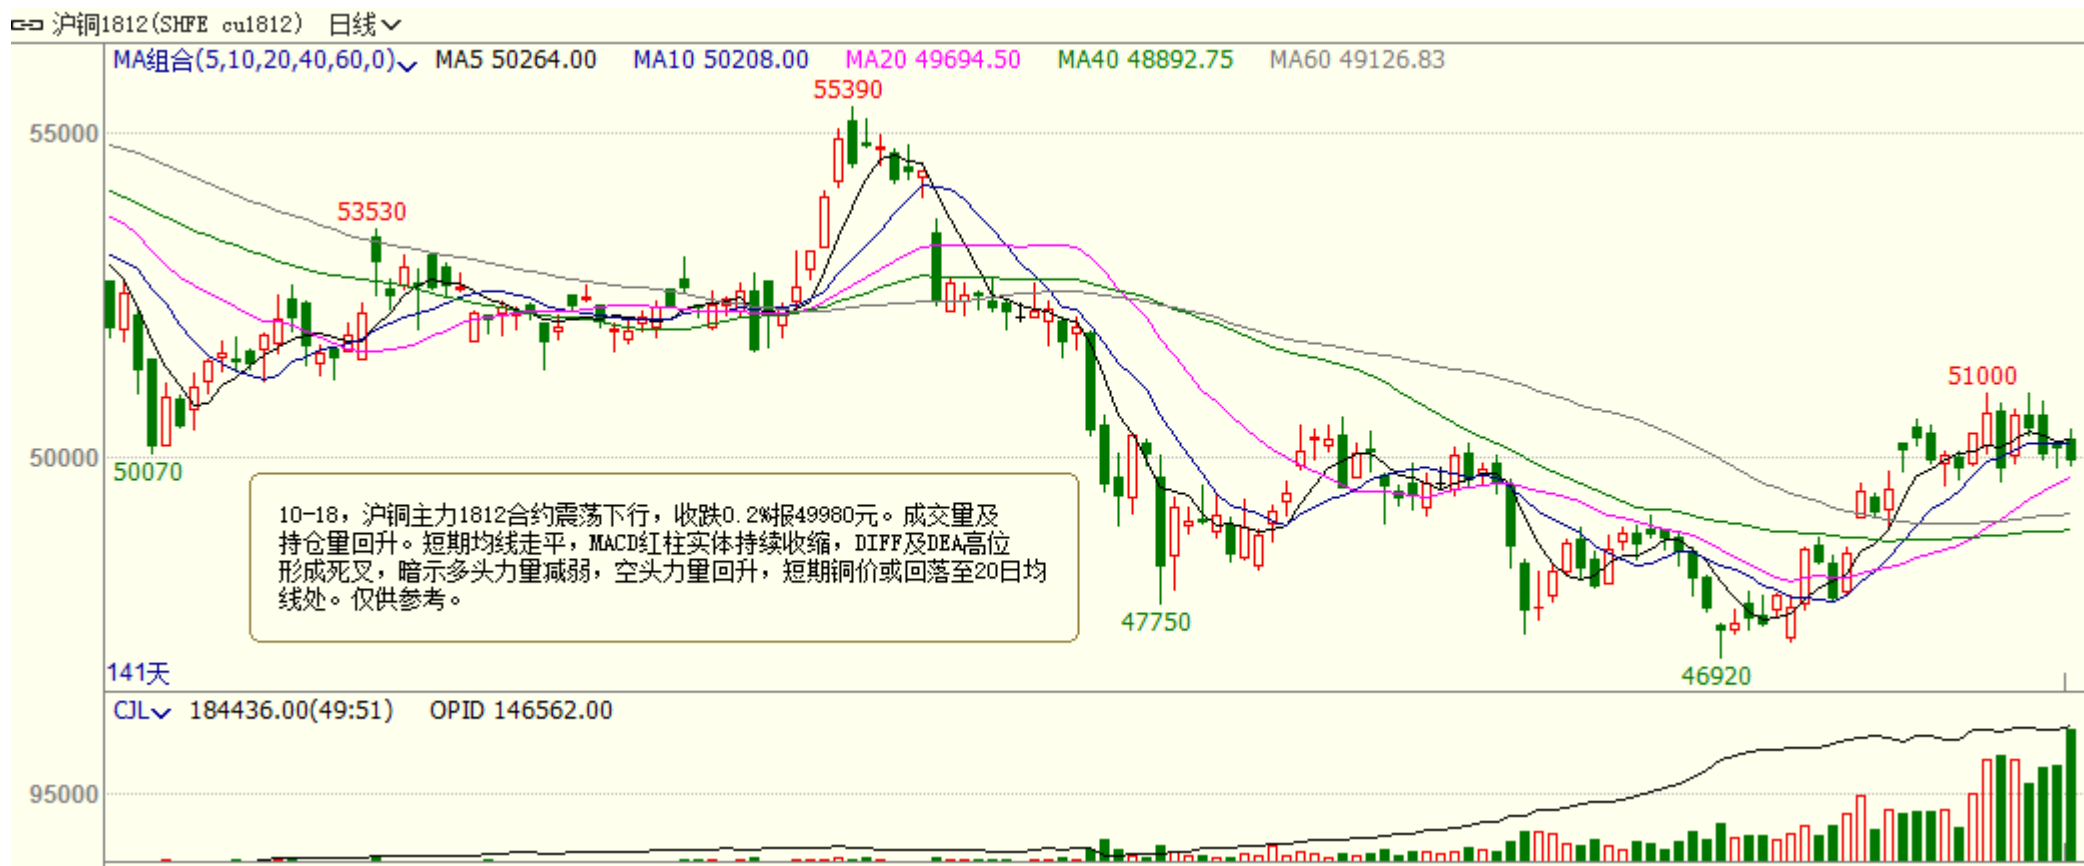 沪铜1812(SHFE cu1812) 日线
MA组合(5,10,20,40,60,0) MA5 50264.00 MA10 50208.00 MA20 49694.50 MA40 48892.75 MA60 49126.83
55390
55000
53530
51000
50000
50070
10-18，沪铜主力1812合约震荡下行，收跌0.2%报49980元。成交量及
持仓量回升。短期均线走平，MACD红柱实体持续收缩，DIFF及DEA高位
形成死叉，暗示多头力量减弱，空头力量回升，短期铜价或回落至20日均
线处。仅供参考。
47750
46920
141天
CJL 184436.00(49:51) OPID 146562.00
95000